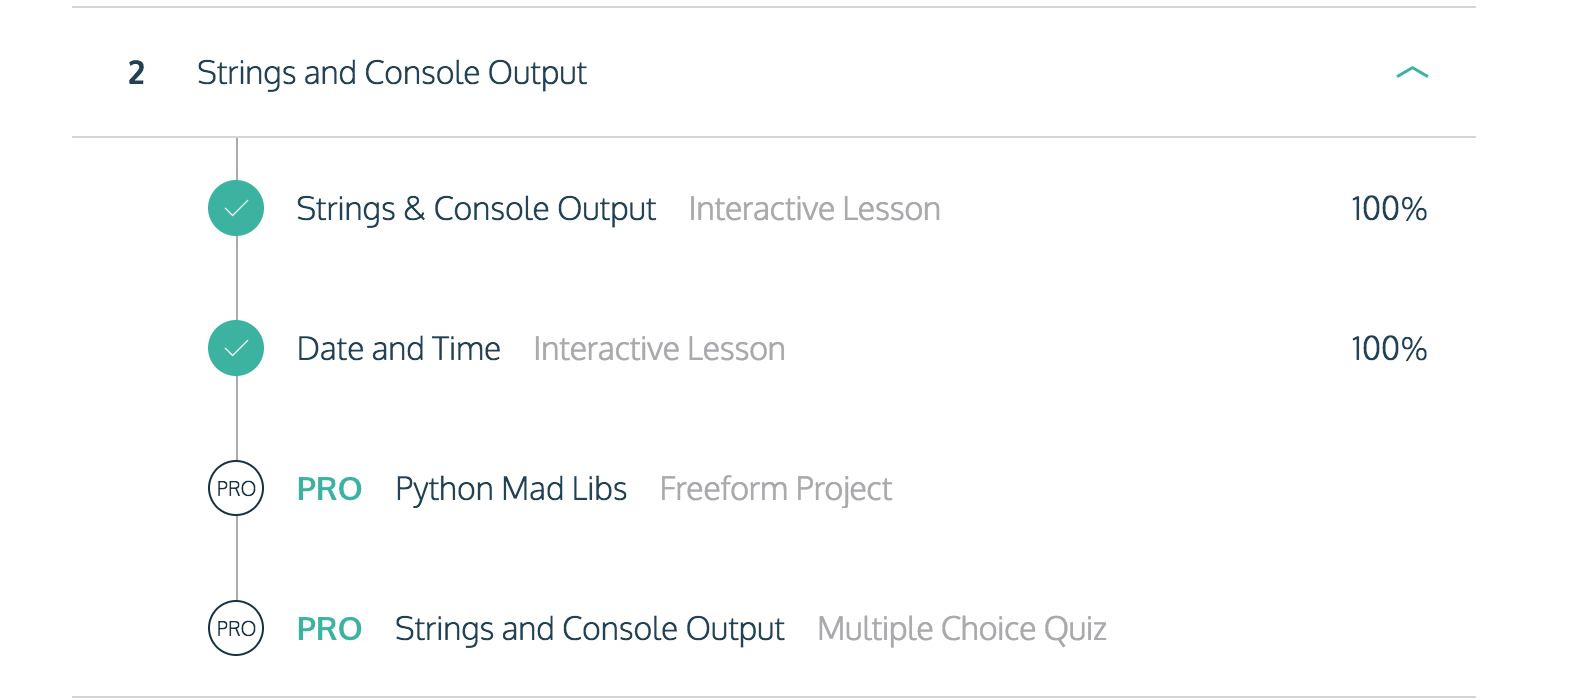 2 Strings and Console Output
Strings & Console Output Interactive Lesson 100%
Date and Time Interactive Lesson 100%
PRO PRO Python Mad Libs Freeform Project
PRO PRO Strings and Console Output Multiple Choice Quiz